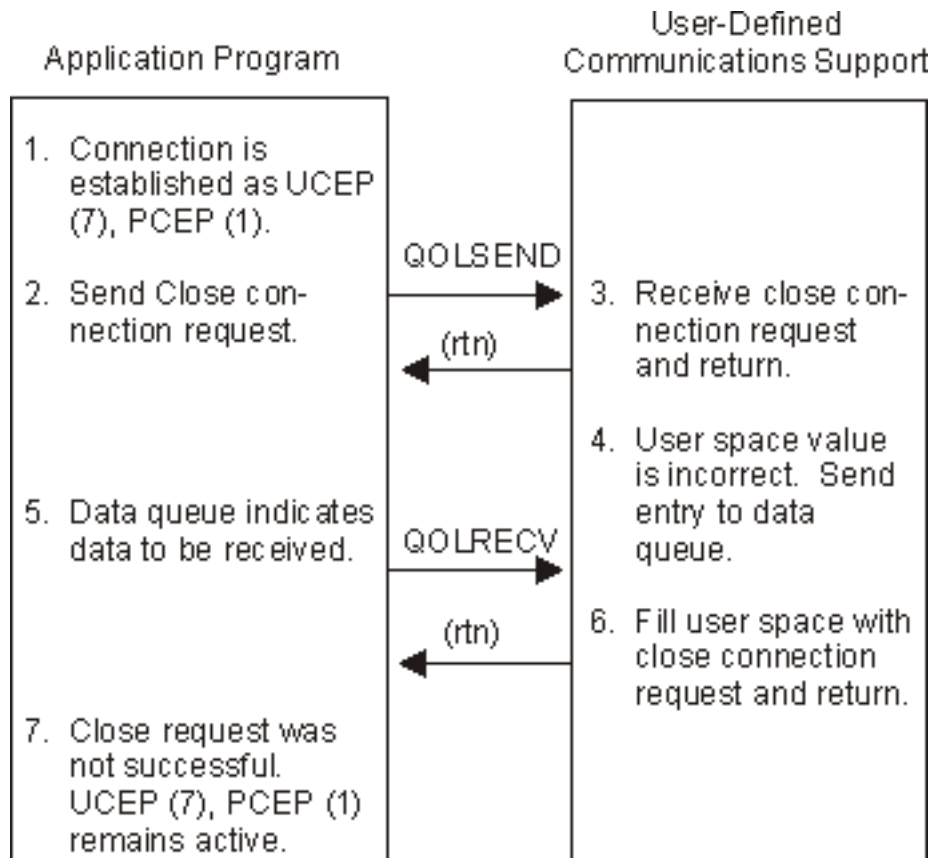 Application Program
User-Defined
Communications Support
1. Connection is
established as UCEP
(7), PCEP (1).
QOLSEND
2. Send Close con-
nection request.
3. Receive close con-
nection request
and return.
(rtn)
4. User space value
is incorrect. Send
entry to data
queue.
5. Data queue indicates
data to be received.
QOLRECV
(rtn)
6. Fill user space with
close connection
request and return.
7. Close request was
not successful.
UCEP (7), PCEP (1)
remains active.